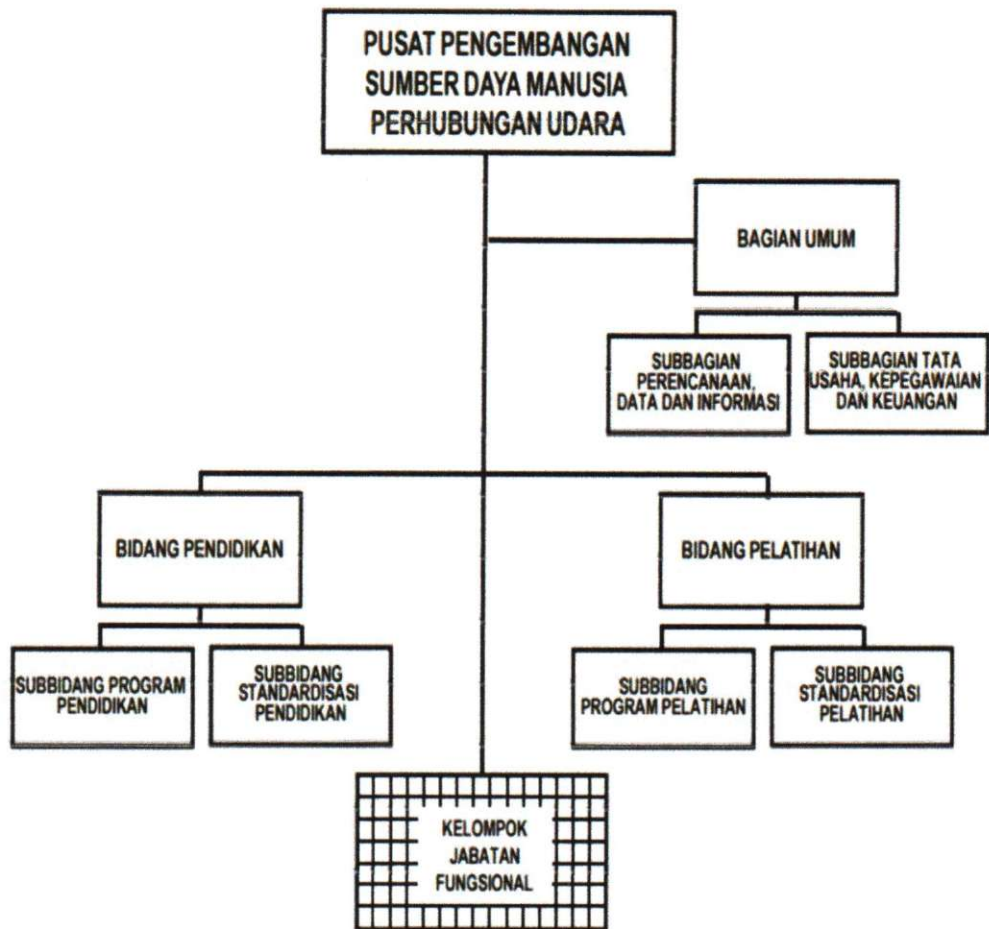 PUSAT PENGEMBANGAN
SUMBER DAYA MANUSIA
PERHUBUNGAN UDARA
BAGIAN UMUM
SUBBAGIAN
PERENCANAAN,
DATA DAN INFORMASI
SUBBAGIAN TATA
USAHA, KEPEGAWAIAN
DAN KEUANGAN
BIDANG PENDIDIKAN
BIDANG PELATIHAN
SUBBIDANG PROGRAM
PENDIDIKAN
SUBBIDANG
STANDARDISASI
PENDIDIKAN
SUBBIDANG
PROGRAM PELATIHAN
SUBBIDANG
STANDARDISASI
PELATIHAN
KELOMPOK
JABATAN
FUNGSIONAL